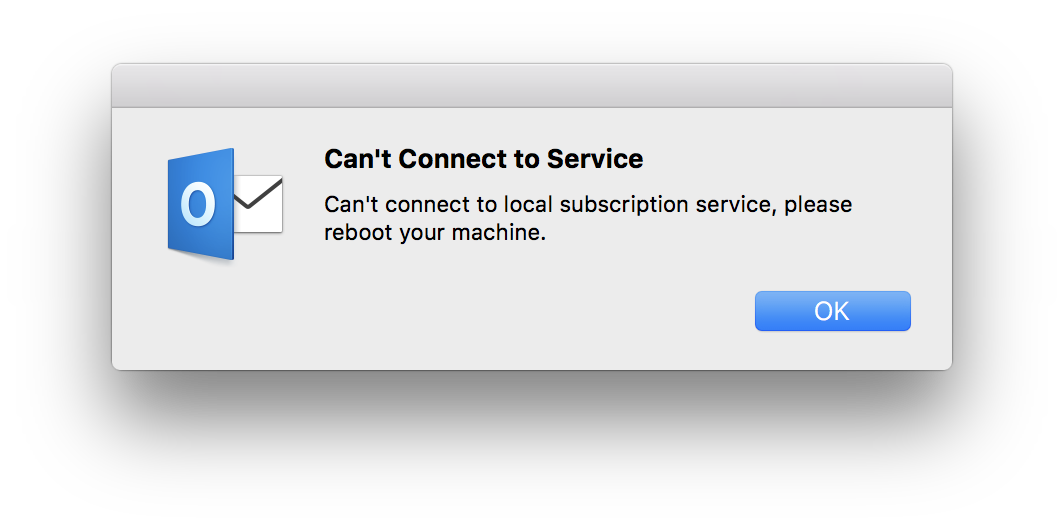 Can't Connect to Service
Can't connect to local subscription service, please
reboot your machine.
O
OK